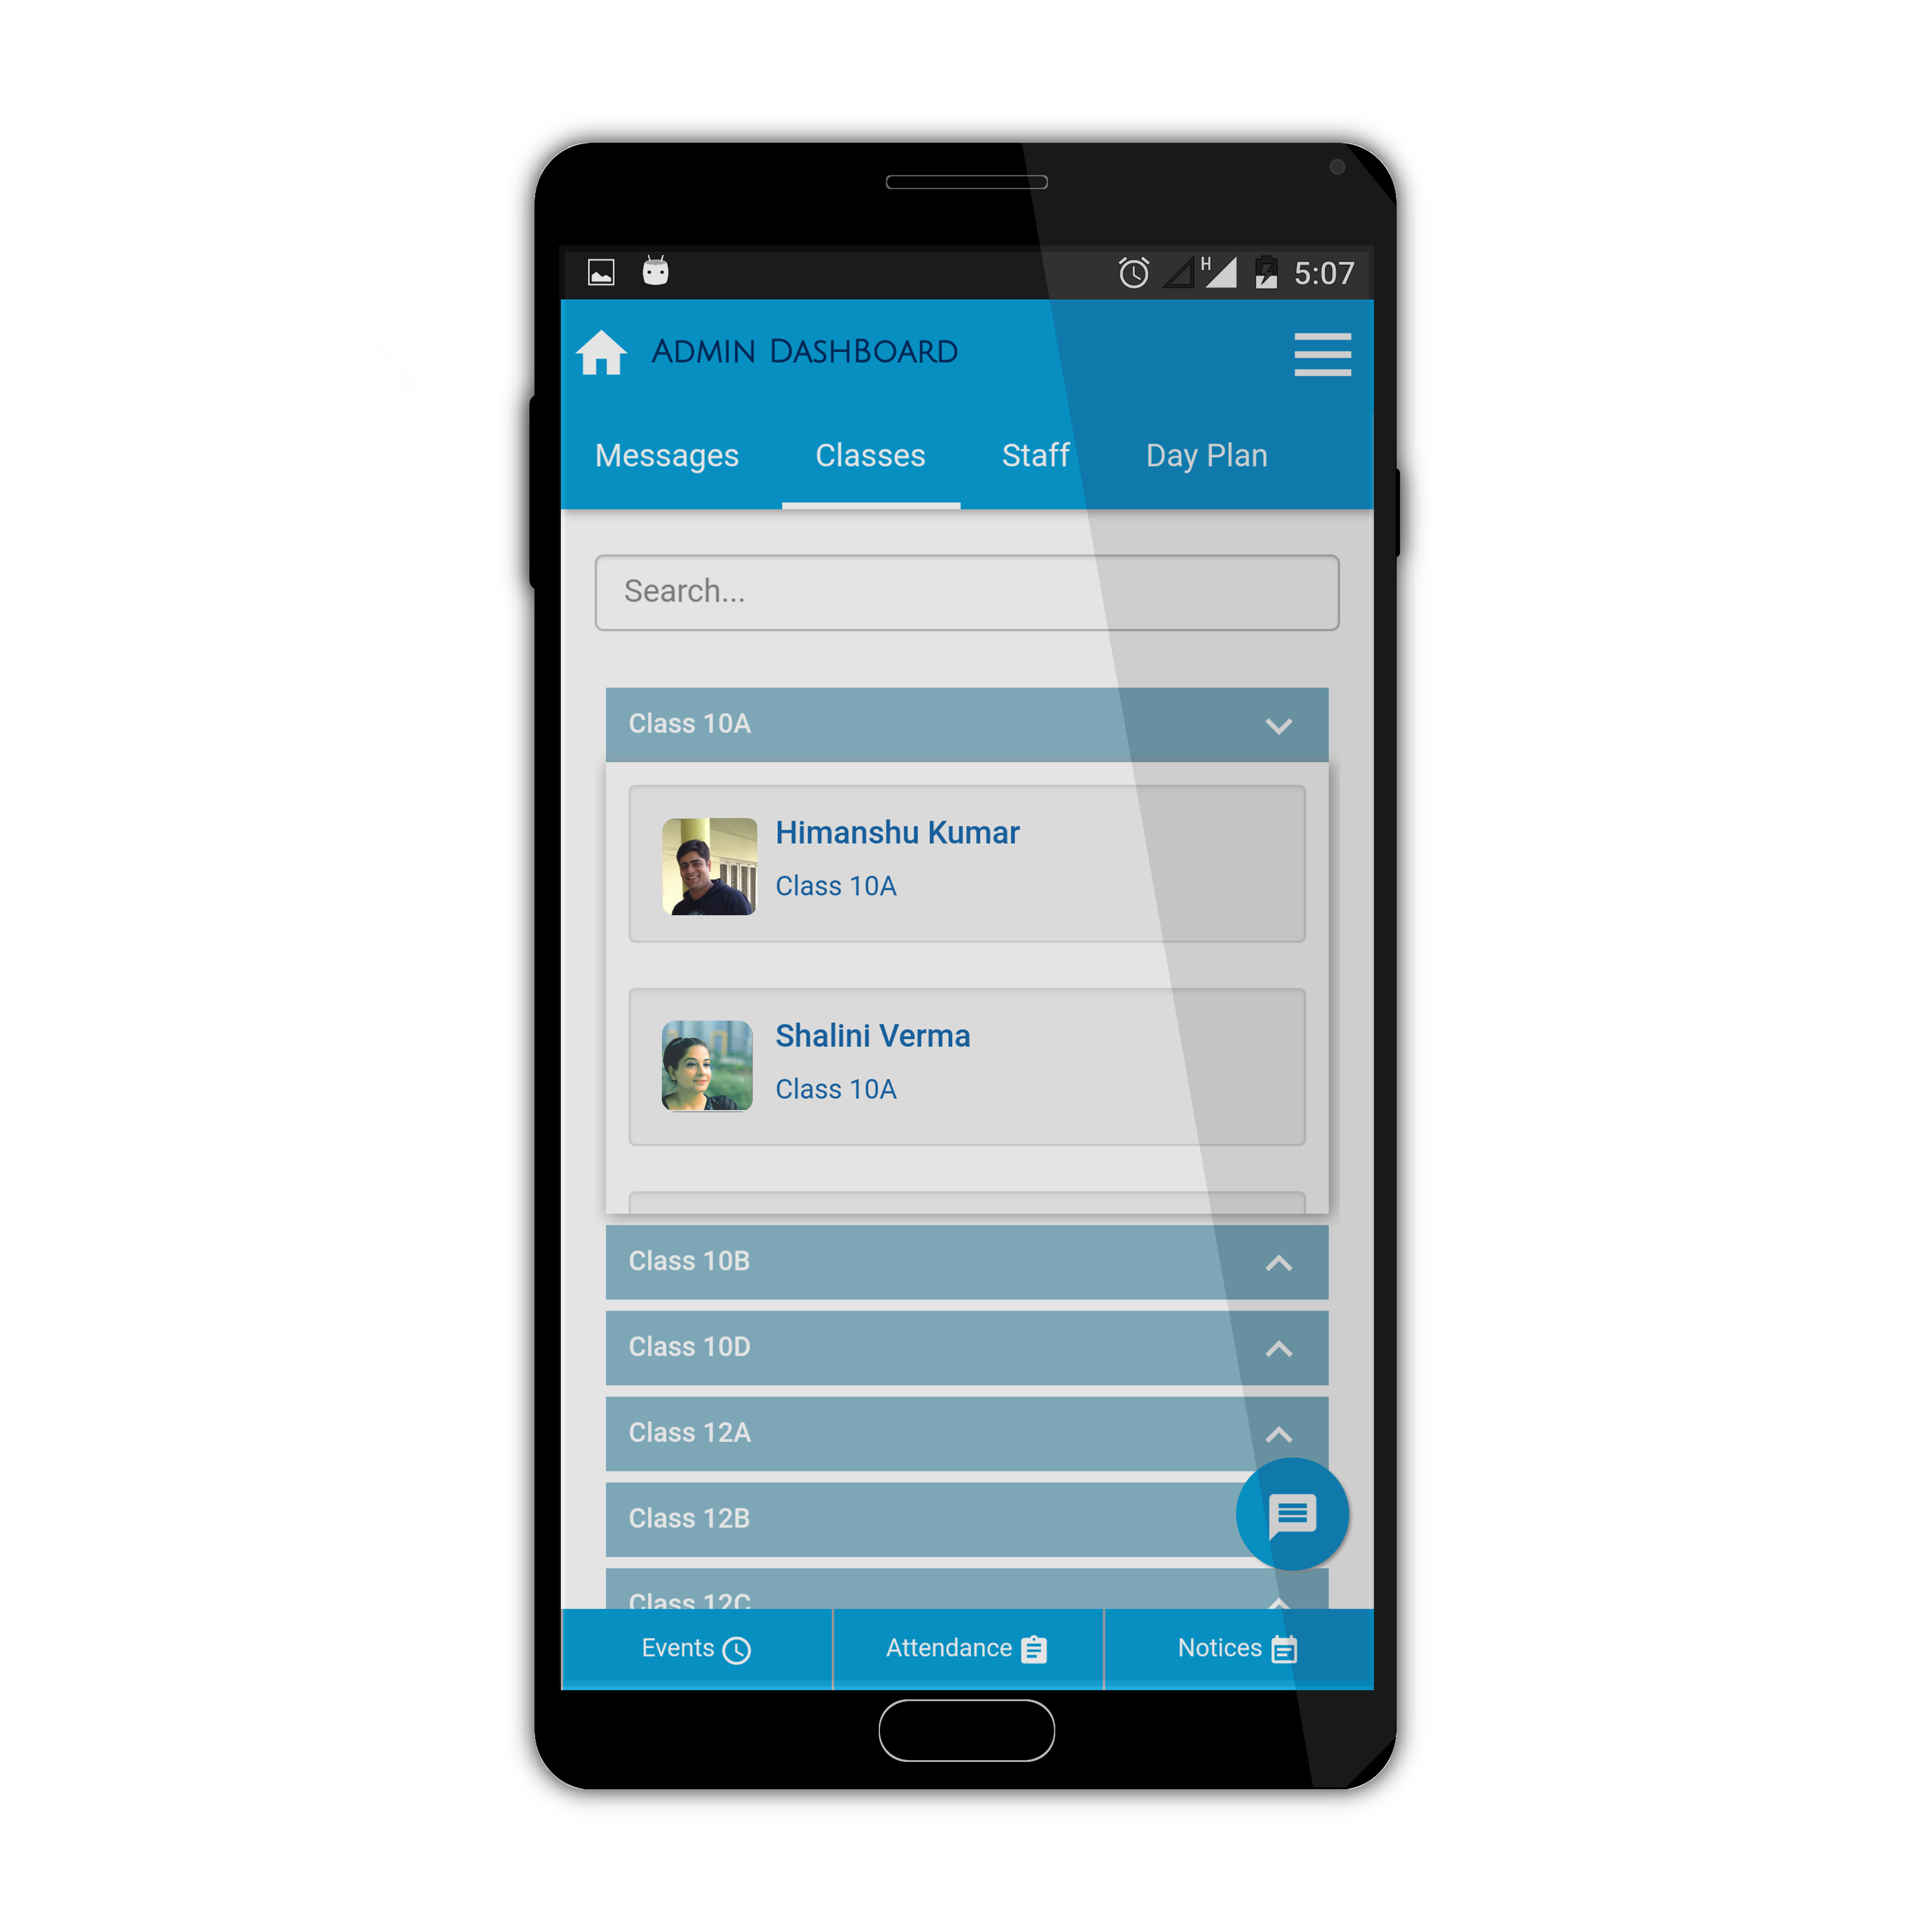 H 5:07
ADMIN DASHBOARD
Messages Classes Staff Day Plan
Search...
Class 10A
Himanshu Kumar
Class 10A
Shalini Verma
Class 10A
Class 10B
Class 10D
Class 12A
Class 12B
Class 12C
Events Attendance Notices